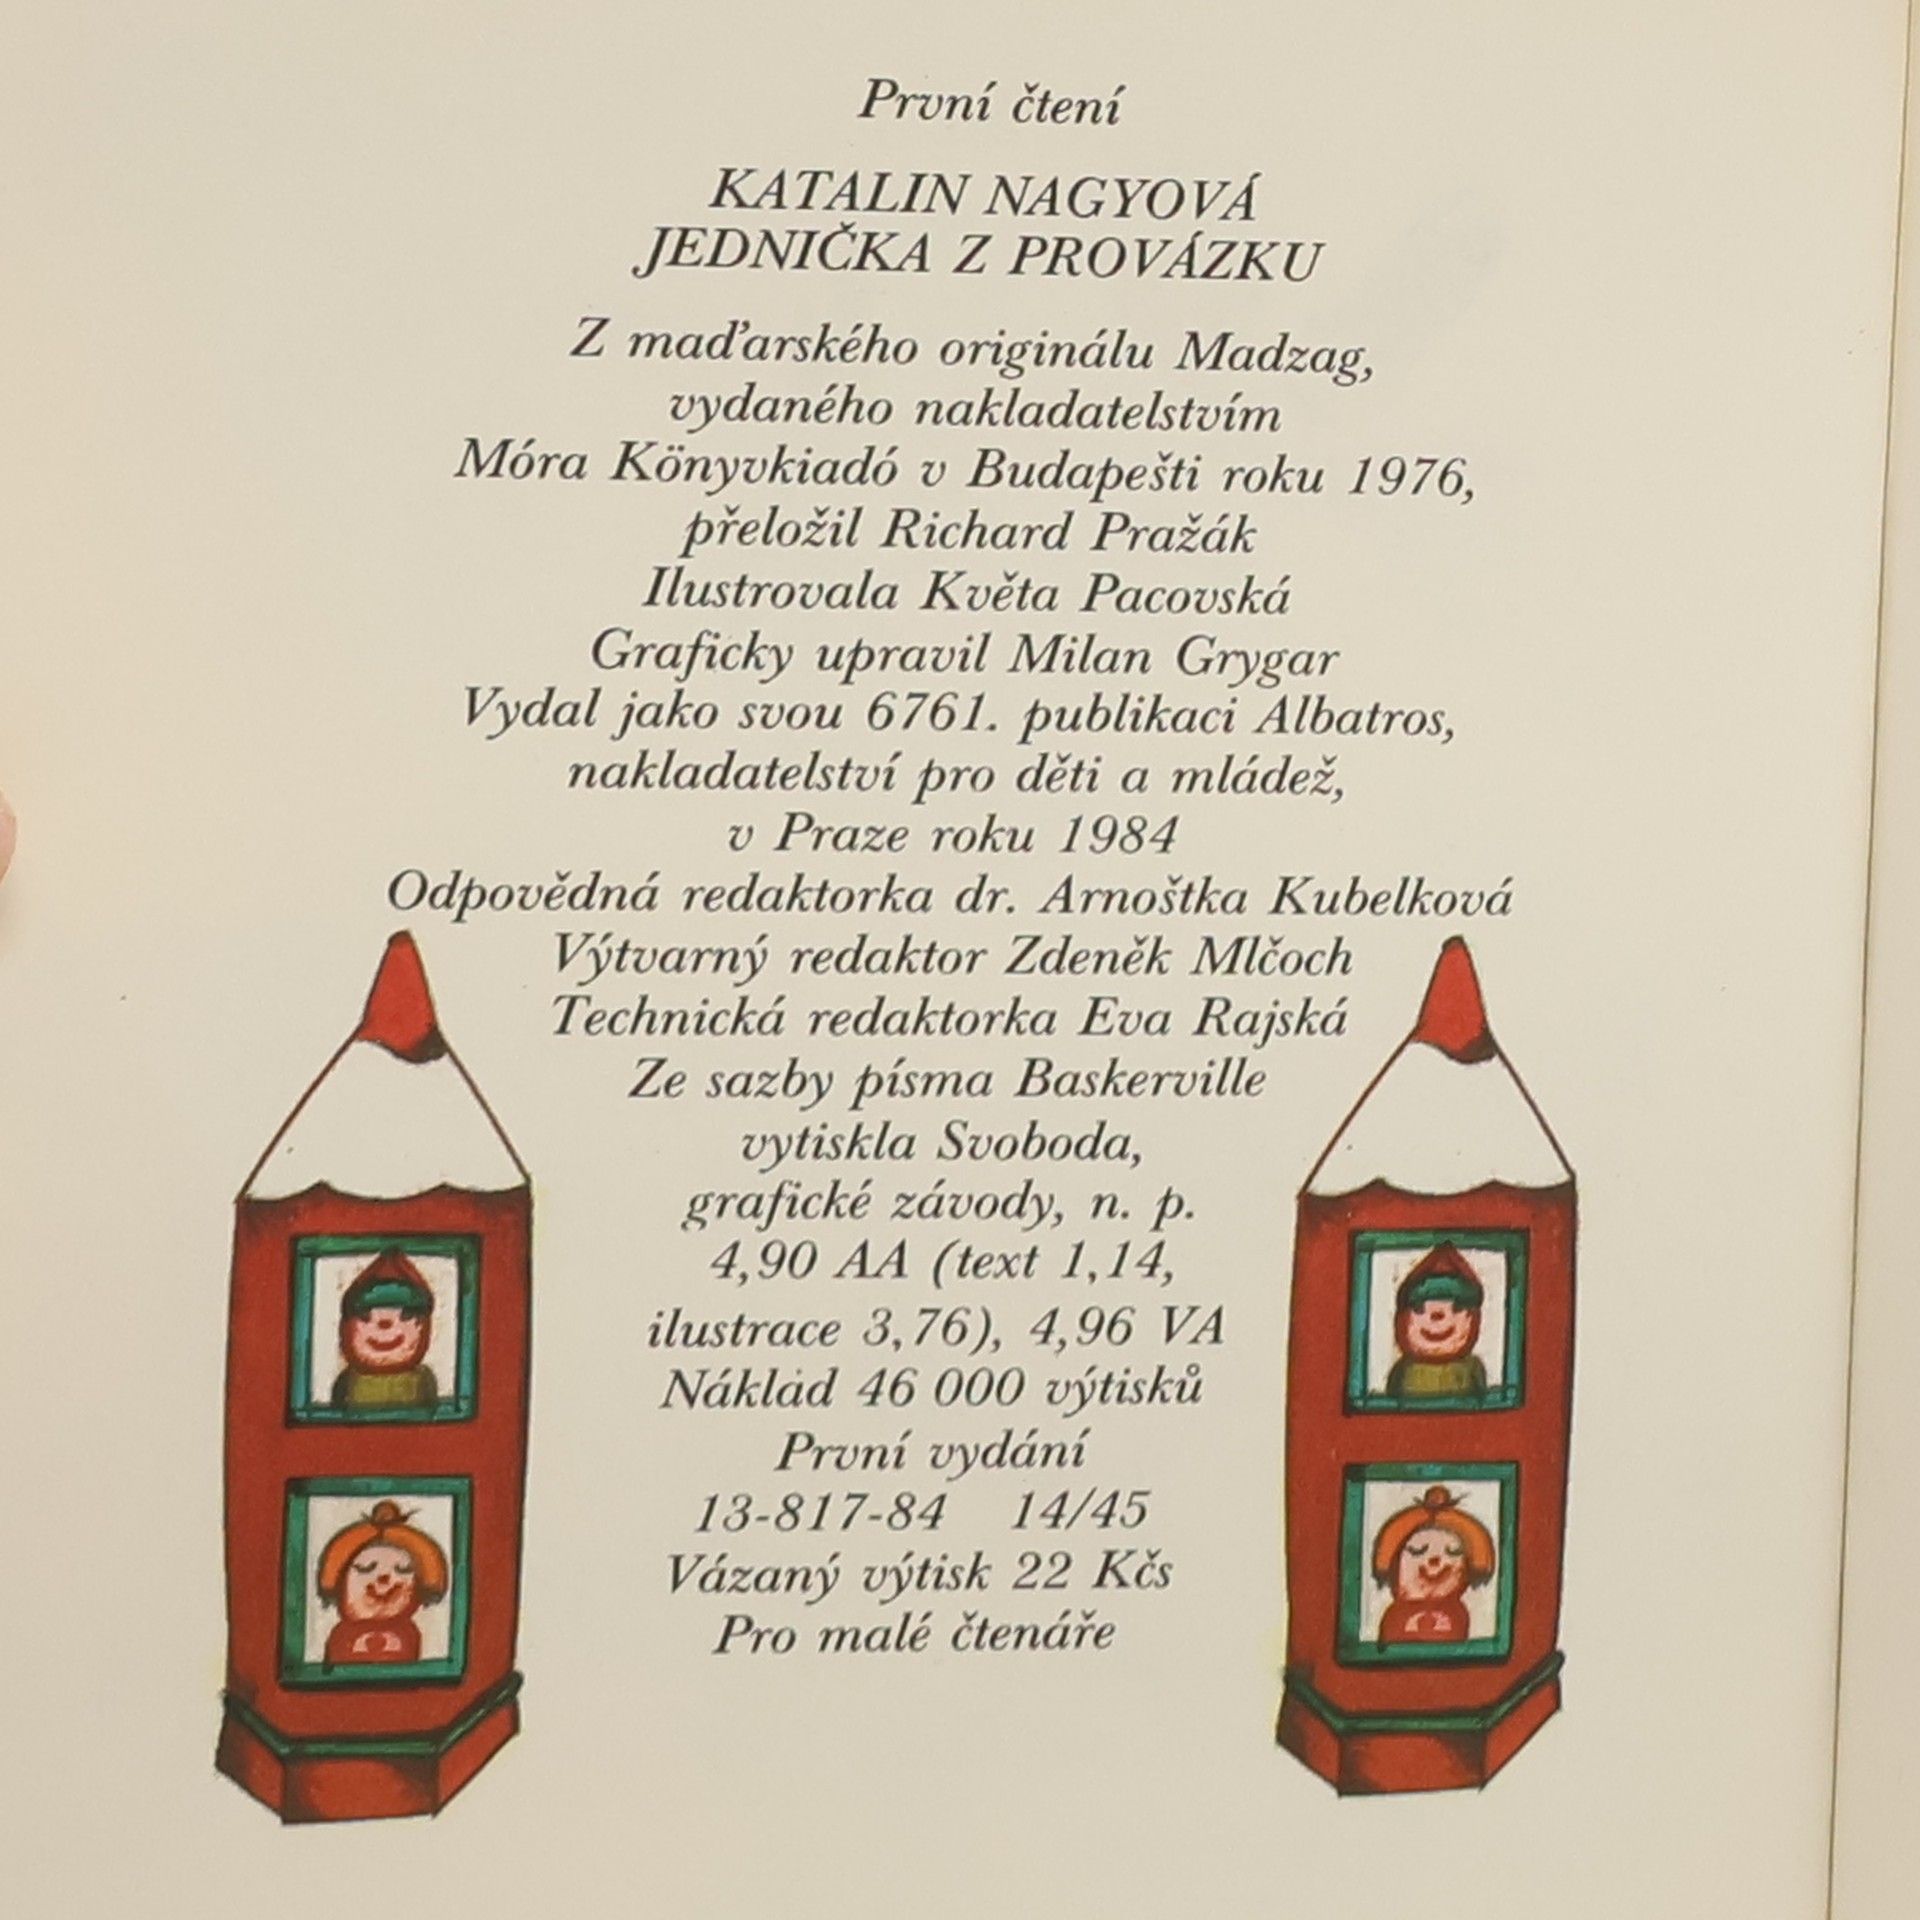 První čtení
KATALIN NAGYOVÁ
JEDNIČKA Z PROVÁZKU
Z maďarského originálu Madzag,
vydaného nakladatelstvím
Móra Könyvkiadó v Budapešti roku 1976,
přeložil Richard Pražák
Ilustrovala Květa Pacovská
Graficky upravil Milan Grygar
Vydal jako svou 6761. publikaci Albatros,
nakladatelství pro děti a mládež,
v Praze roku 1984
Odpovědná redaktorka dr. Arnoštka Kubelková
Výtvarný redaktor Zdeněk Mlčoch
Technická redaktorka Eva Rajská
Ze sazby písma Baskerville
vytiskla Svoboda,
grafické závody, n. p.
4,90 AA (text 1,14,
ilustrace 3,76), 4,96 VA
Náklad 46 000 výtisků
První vydání
13-817-84 14/45
Vázaný výtisk 22 Kčs
Pro malé čtenáře